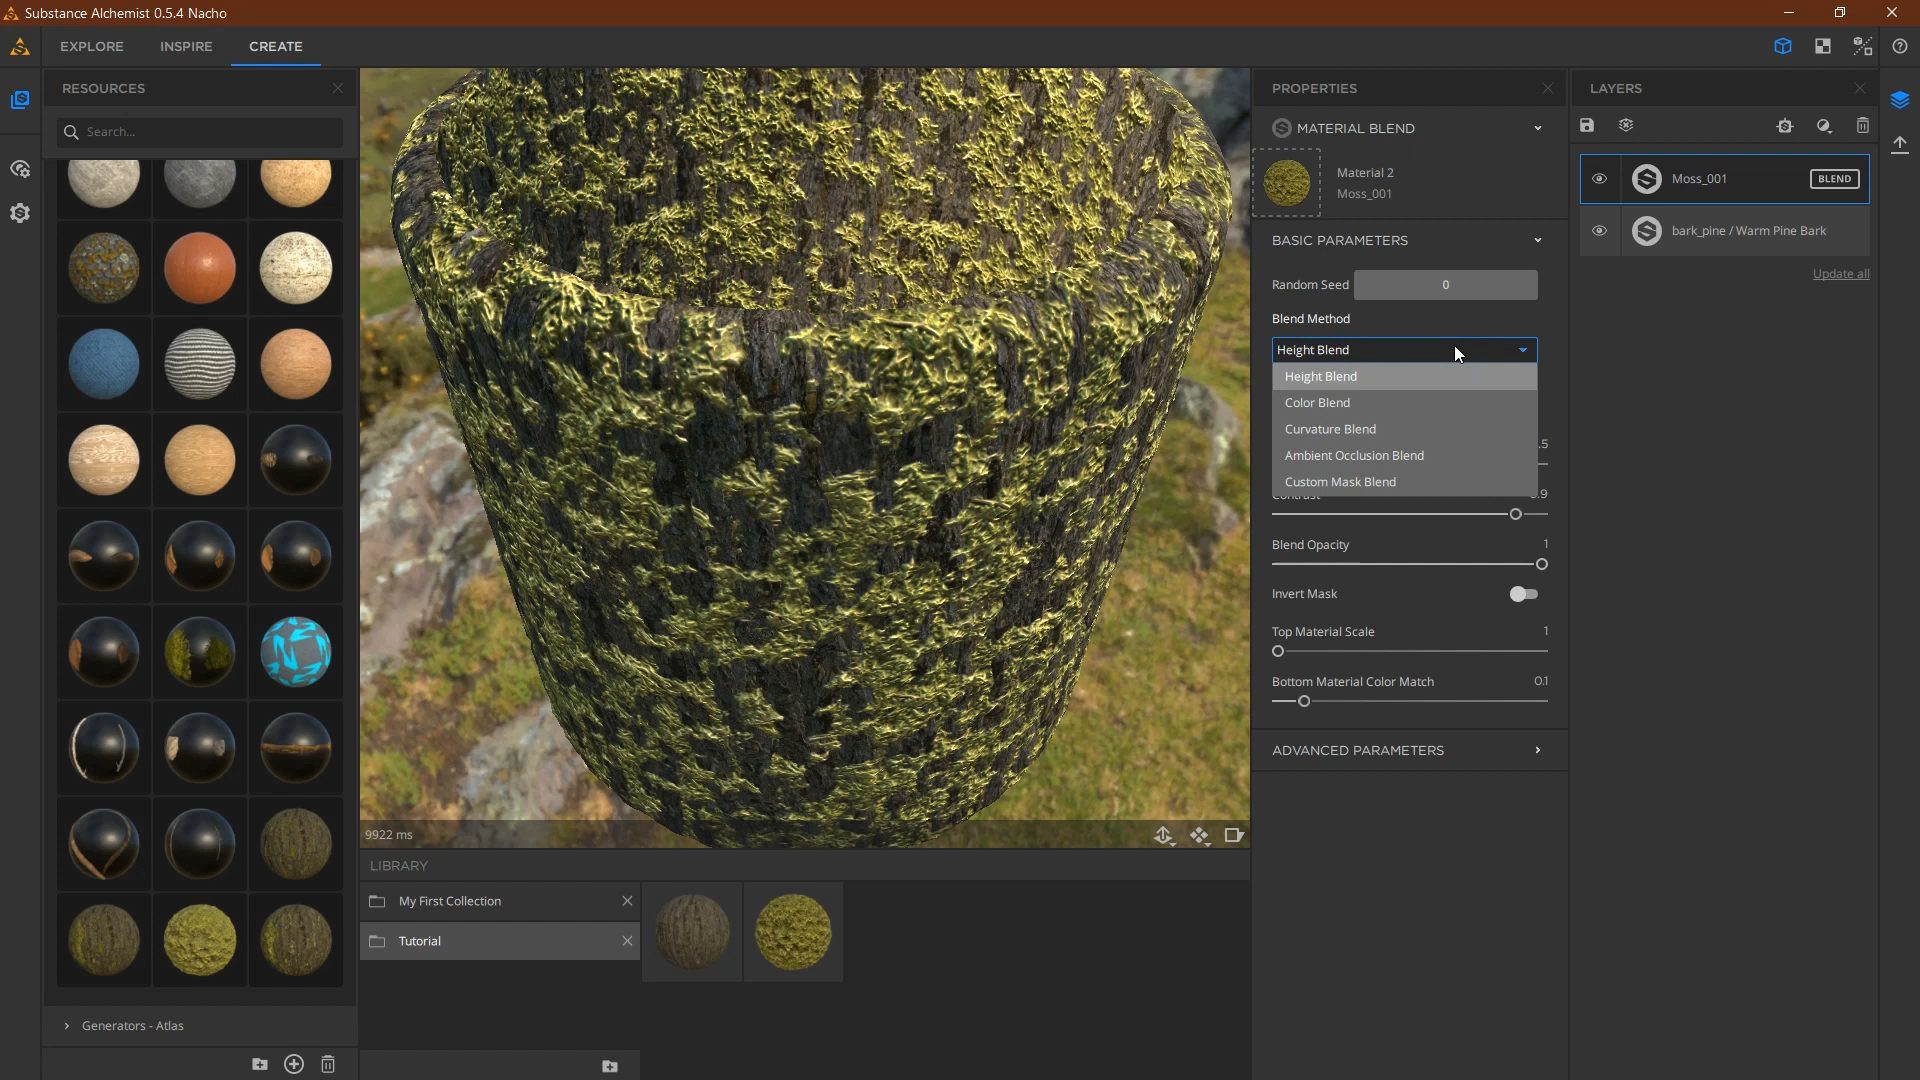 Substance Alchemist 0.5.4 Nacho
EXPLORE
INSPIRE
CREATE
RESOURCES
Search...
Generators - Atlas
9922 ms
LIBRARY
My First Collection
Tutorial
PROPERTIES
MATERIAL BLEND
Material 2
Moss_001
BASIC PARAMETERS
Random Seed 0
Blend Method
Height Blend
Height Blend
Color Blend
Curvature Blend
Ambient Occlusion Blend
Custom Mask Blend
Blend Opacity 1
Invert Mask
Top Material Scale 1
Bottom Material Color Match 0.1
ADVANCED PARAMETERS
LAYERS
Moss_001 BLEND
bark_pine / Warm Pine Bark
Update all